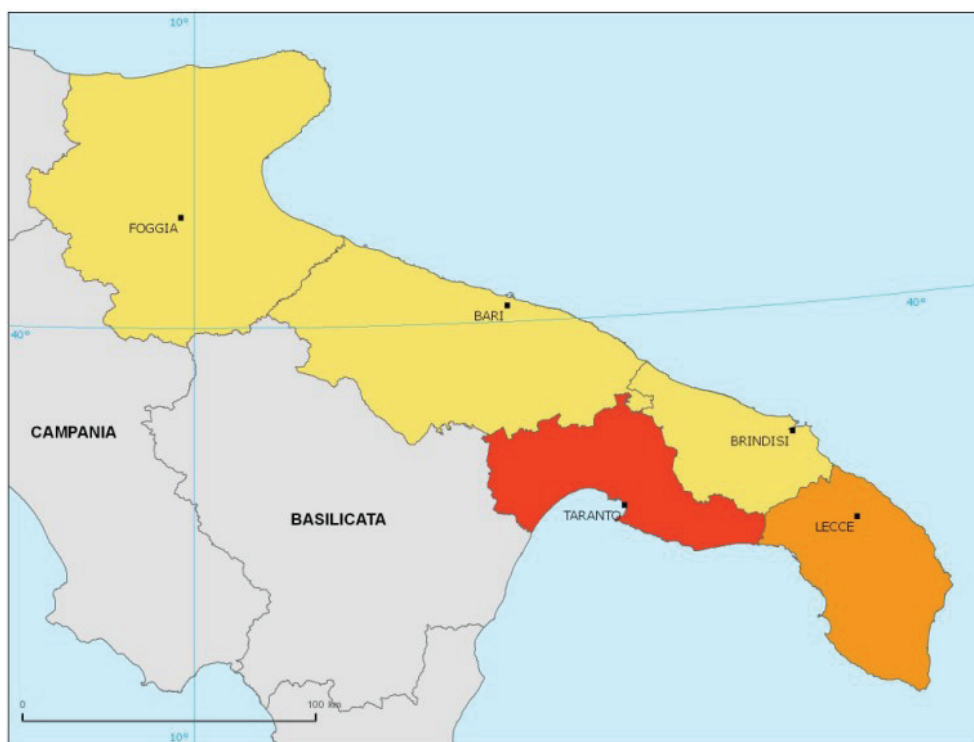 10°
FOGGIA
40°
BARI
40°
CAMPANIA
BRINDISI
BASILICATA
TARANTO
LECCE
0
100 km
10°